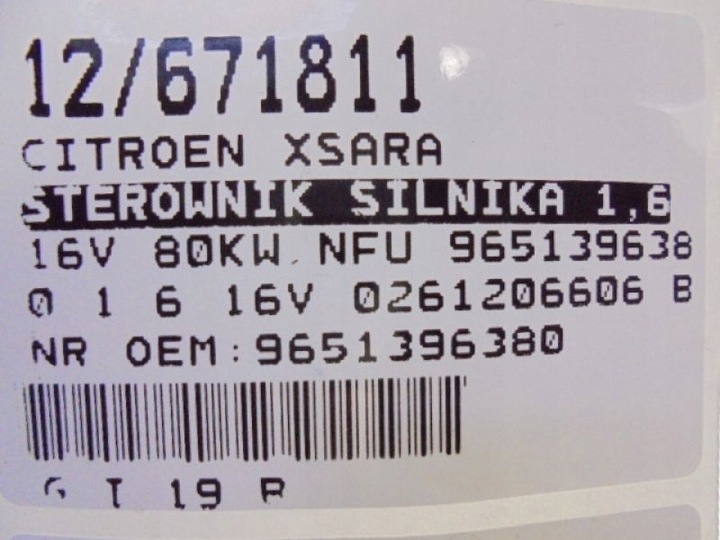 12/671811
CITROEN XSARA
STEROWNIK SILNIKA 1,6
16V 80KW NFU 965139638
0 1 6 16V 0261206606 B
NR OEM:9651396380
G I 19 R